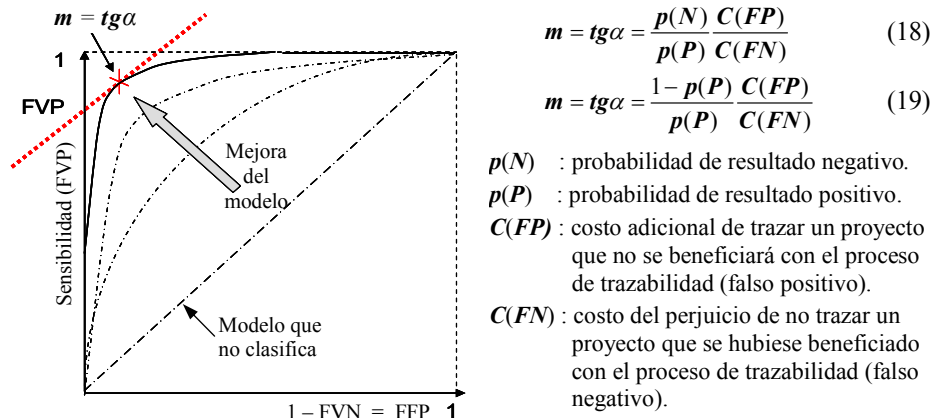 m = tgα
1
FVP
Sensibilidad (FVP)
Mejora
del
modelo
Modelo que
no clasifica
1 – FVN = FFP 1
m = tgα = p(N)/p(P) C(FP)/C(FN) (18)
m = tgα = 1 − p(P)/p(P) C(FP)/C(FN) (19)
p(N) : probabilidad de resultado negativo.
p(P) : probabilidad de resultado positivo.
C(FP) : costo adicional de trazar un proyecto
que no se beneficiará con el proceso
de trazabilidad (falso positivo).
C(FN) : costo del perjuicio de no trazar un
proyecto que se hubiese beneficiado
con el proceso de trazabilidad (falso
negativo).